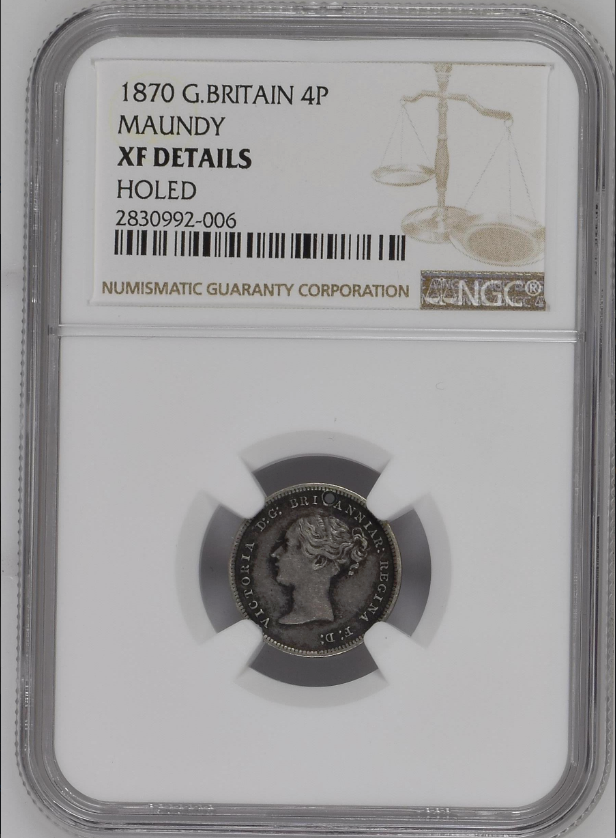 1870 G.BRITAIN 4P
MAUNDY
XF DETAILS
HOLED
2830992-006
NUMISMATIC GUARANTY CORPORATION
NGC®
VICTORIA D:G: BRITANNIAR: REGINA F:D: